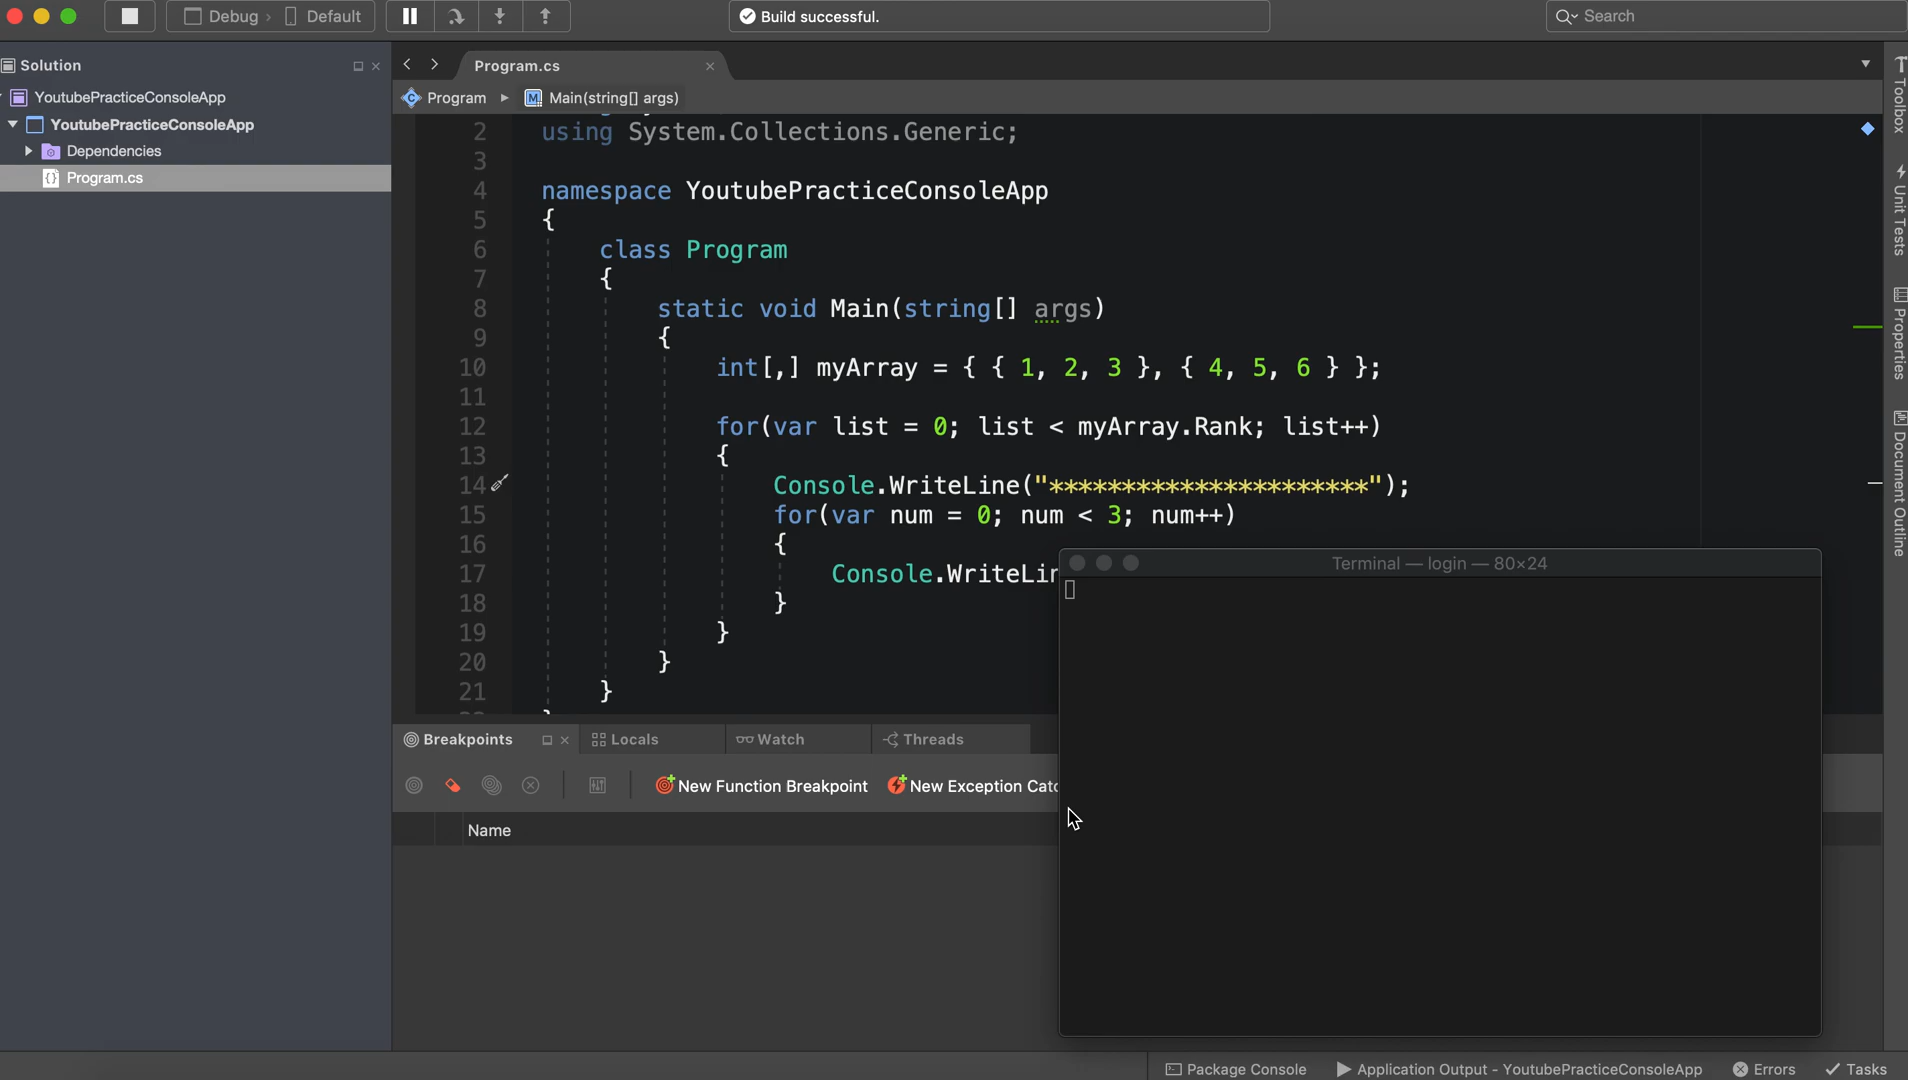 Debug › Default
Build successful.
Search
Solution
YoutubePracticeConsoleApp
YoutubePracticeConsoleApp
Dependencies
Program.cs
Program.cs
Program ▸ Main(string[] args)
2 using System.Collections.Generic;
3
4 namespace YoutubePracticeConsoleApp
5 {
6 class Program
7 {
8 static void Main(string[] args)
9 {
10 int[,] myArray = { { 1, 2, 3 }, { 4, 5, 6 } };
11
12 for(var list = 0; list < myArray.Rank; list++)
13 {
14 Console.WriteLine("**********************");
15 for(var num = 0; num < 3; num++)
16 {
17 Console.WriteLin
18 }
19 }
20 }
21 }
Terminal — login — 80×24
Breakpoints
Locals
Watch
Threads
New Function Breakpoint
New Exception Catc
Name
Toolbox
Unit Tests
Properties
Document Outline
Package Console
Application Output - YoutubePracticeConsoleApp
Errors
Tasks